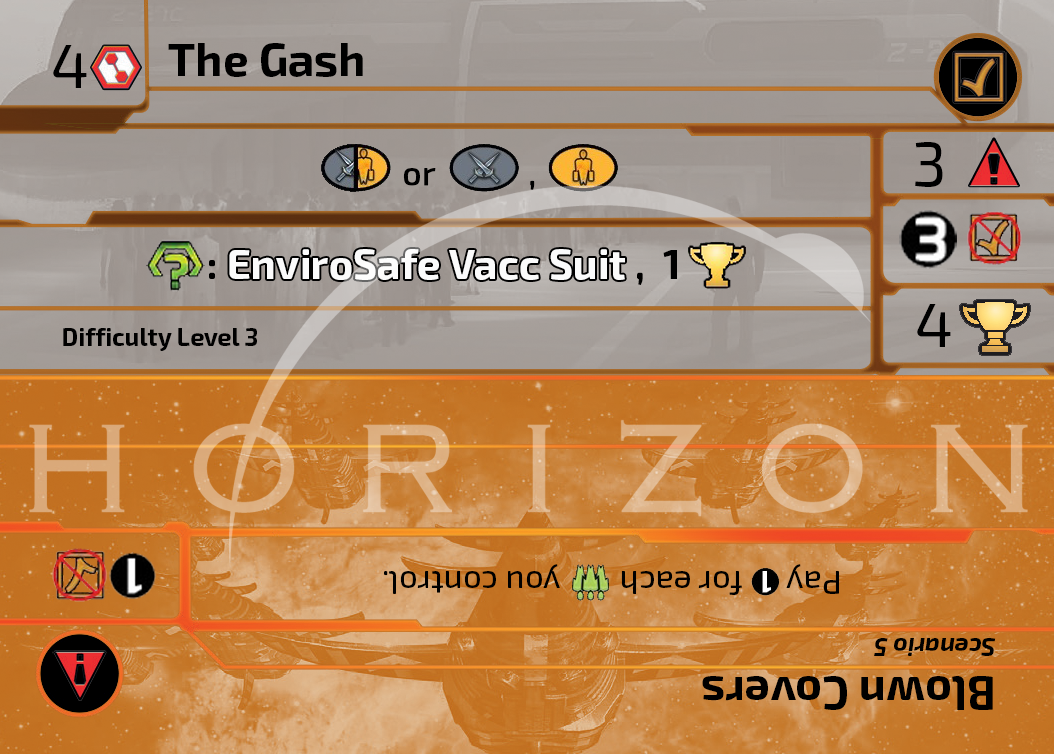 4 The Gash
or ,
3
: EnviroSafe Vacc Suit , 1
3
Difficulty Level 3
4
HORIZON
Blown Covers
Scenario 5
Pay 1 for each you control.
1